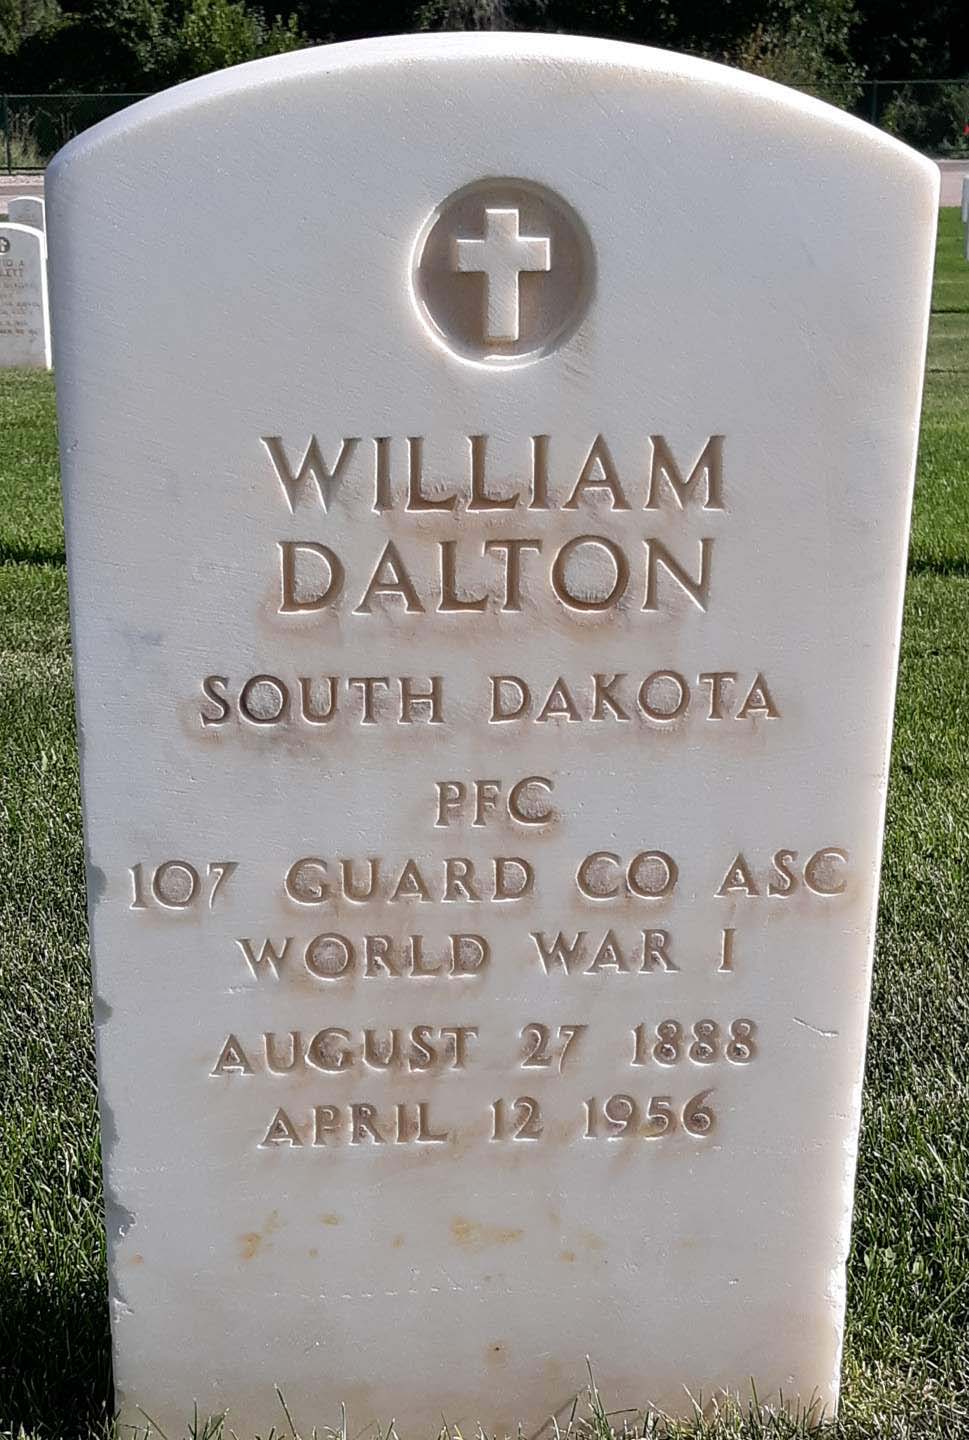 WILLIAM
DALTON
SOUTH DAKOTA
PFC
107 GUARD CO ASC
WORLD WAR I
AUGUST 27 1888
APRIL 12 1956